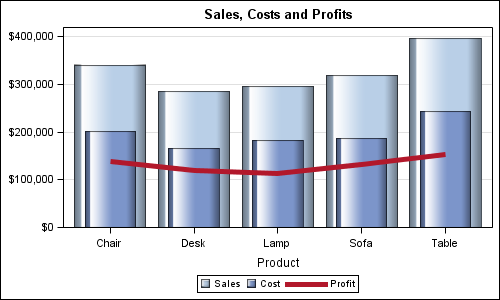 Sales, Costs and Profits
$400,000
$300,000
$200,000
$100,000
$0
Chair Desk Lamp Sofa Table
Product
Sales Cost Profit